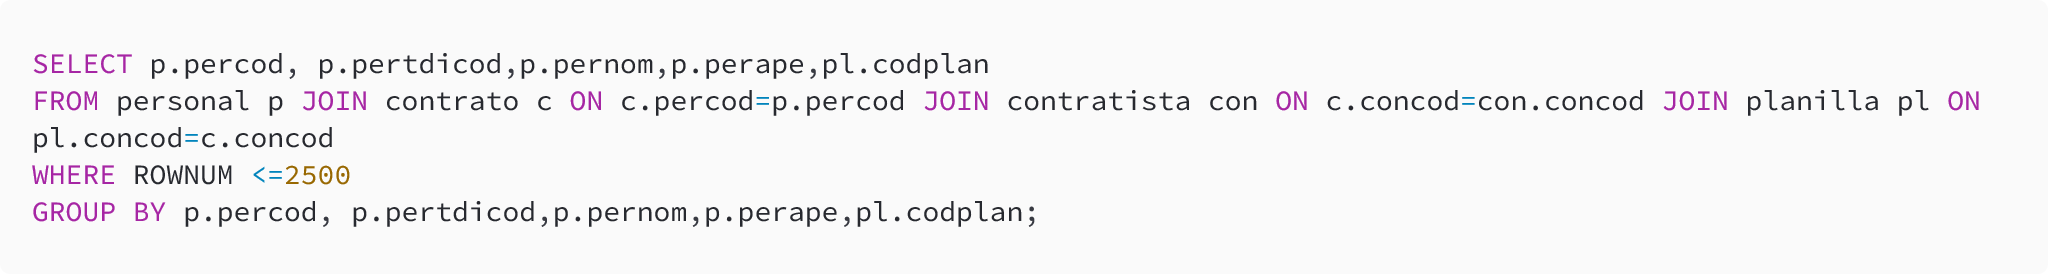 SELECT p.percod, p.pertdicod,p.pernom,p.perape,pl.codplan
FROM personal p JOIN contrato c ON c.percod=p.percod JOIN contratista con ON c.concod=con.concod JOIN planilla pl ON
pl.concod=c.concod
WHERE ROWNUM <=2500
GROUP BY p.percod, p.pertdicod,p.pernom,p.perape,pl.codplan;